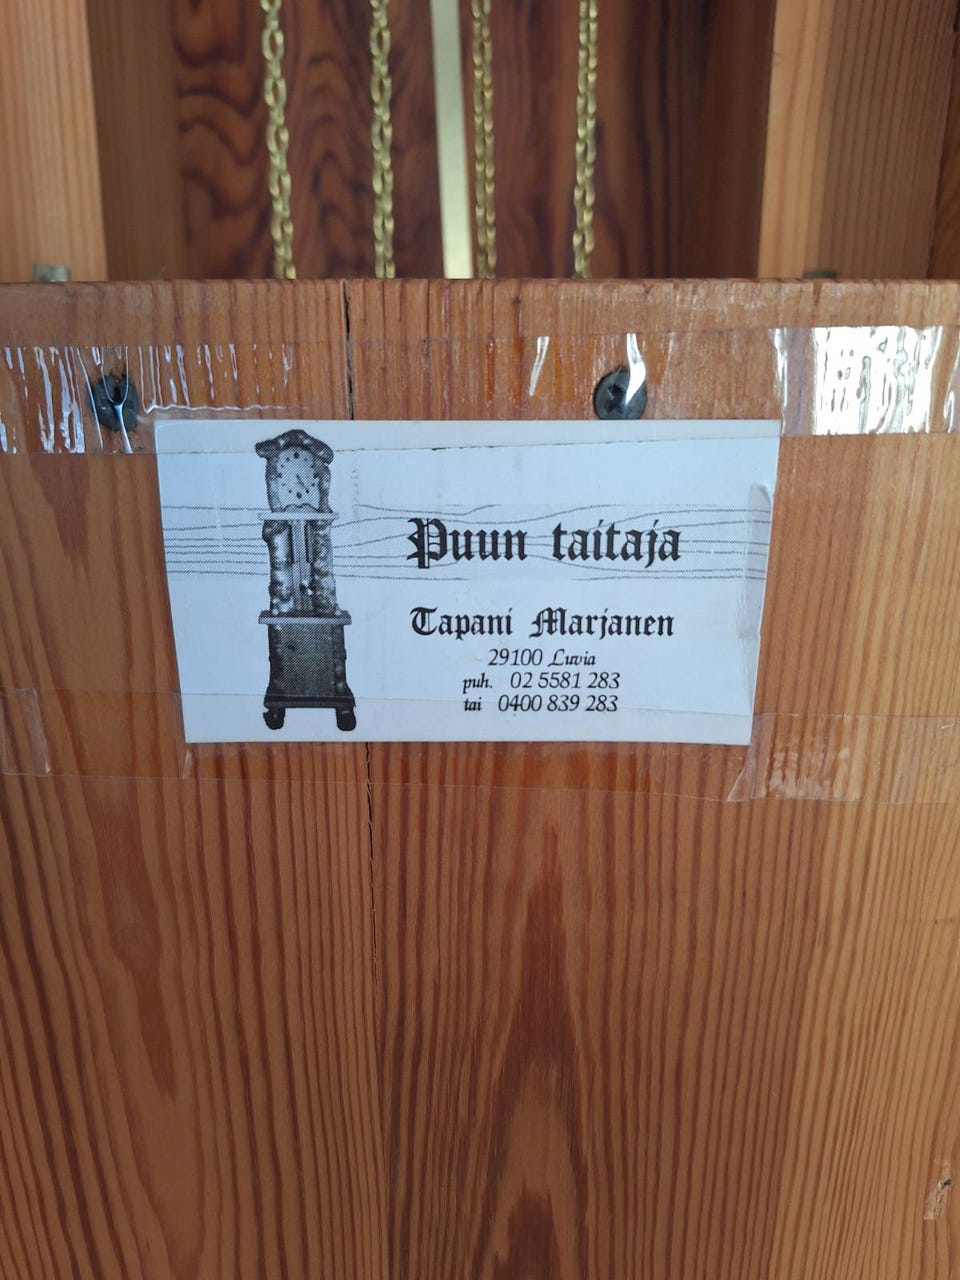 Puun taitaja
Tapani Marjanen
29100 Luvia
puh. 02 5581 283
tai 0400 839 283